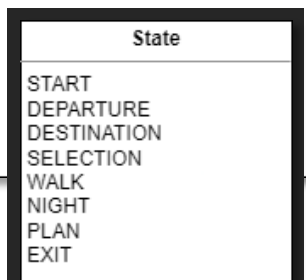 State
START
DEPARTURE
DESTINATION
SELECTION
WALK
NIGHT
PLAN
EXIT